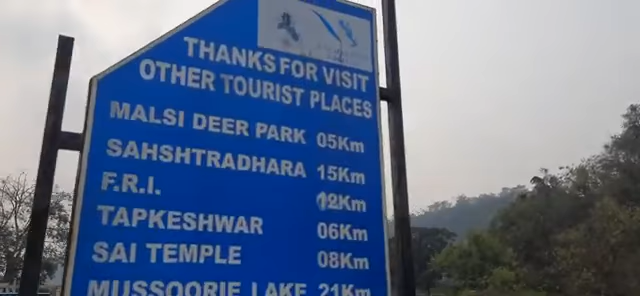 THANKS FOR VISIT
OTHER TOURIST PLACES
MALSI DEER PARK 05Km
SAHSHTRADHARA 15Km
F.R.I. 12Km
TAPKESHWAR 06Km
SAI TEMPLE 08Km
MUSSOORIE LAKE 21Km